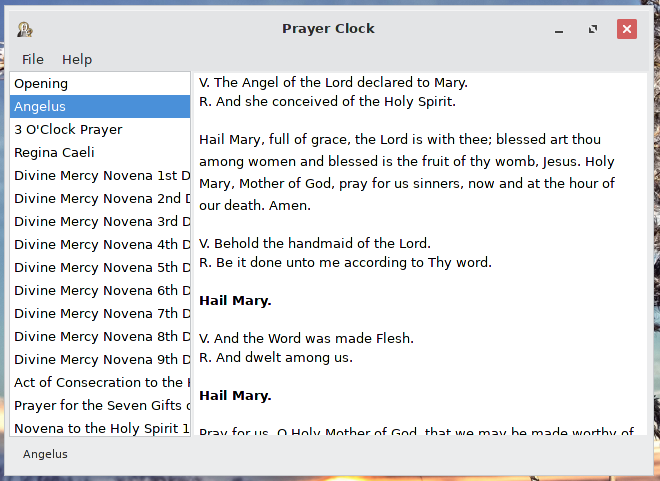 Prayer Clock
File Help
Opening
Angelus
3 O'Clock Prayer
Regina Caeli
Divine Mercy Novena 1st D
Divine Mercy Novena 2nd D
Divine Mercy Novena 3rd D
Divine Mercy Novena 4th D
Divine Mercy Novena 5th D
Divine Mercy Novena 6th D
Divine Mercy Novena 7th D
Divine Mercy Novena 8th D
Divine Mercy Novena 9th D
Act of Consecration to the H
Prayer for the Seven Gifts o
Novena to the Holy Spirit 1
V. The Angel of the Lord declared to Mary.
R. And she conceived of the Holy Spirit.
Hail Mary, full of grace, the Lord is with thee; blessed art thou
among women and blessed is the fruit of thy womb, Jesus. Holy
Mary, Mother of God, pray for us sinners, now and at the hour of
our death. Amen.
V. Behold the handmaid of the Lord.
R. Be it done unto me according to Thy word.
Hail Mary.
V. And the Word was made Flesh.
R. And dwelt among us.
Hail Mary.
Pray for us, O Holy Mother of God, that we may be made worthy of
Angelus